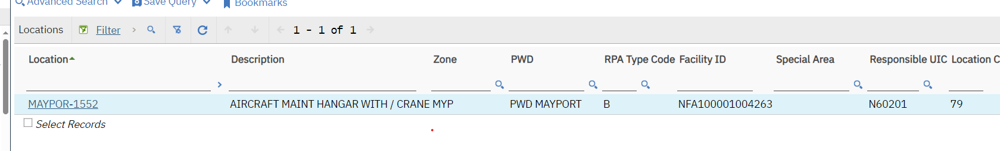 Advanced Search Save Query Bookmarks
Locations Filter 1 - 1 of 1
Location Description Zone PWD RPA Type Code Facility ID Special Area Responsible UIC Location C
MAYPOR-1552 AIRCRAFT MAINT HANGAR WITH / CRANE MYP PWD MAYPORT B NFA100001004263 N60201 79
Select Records